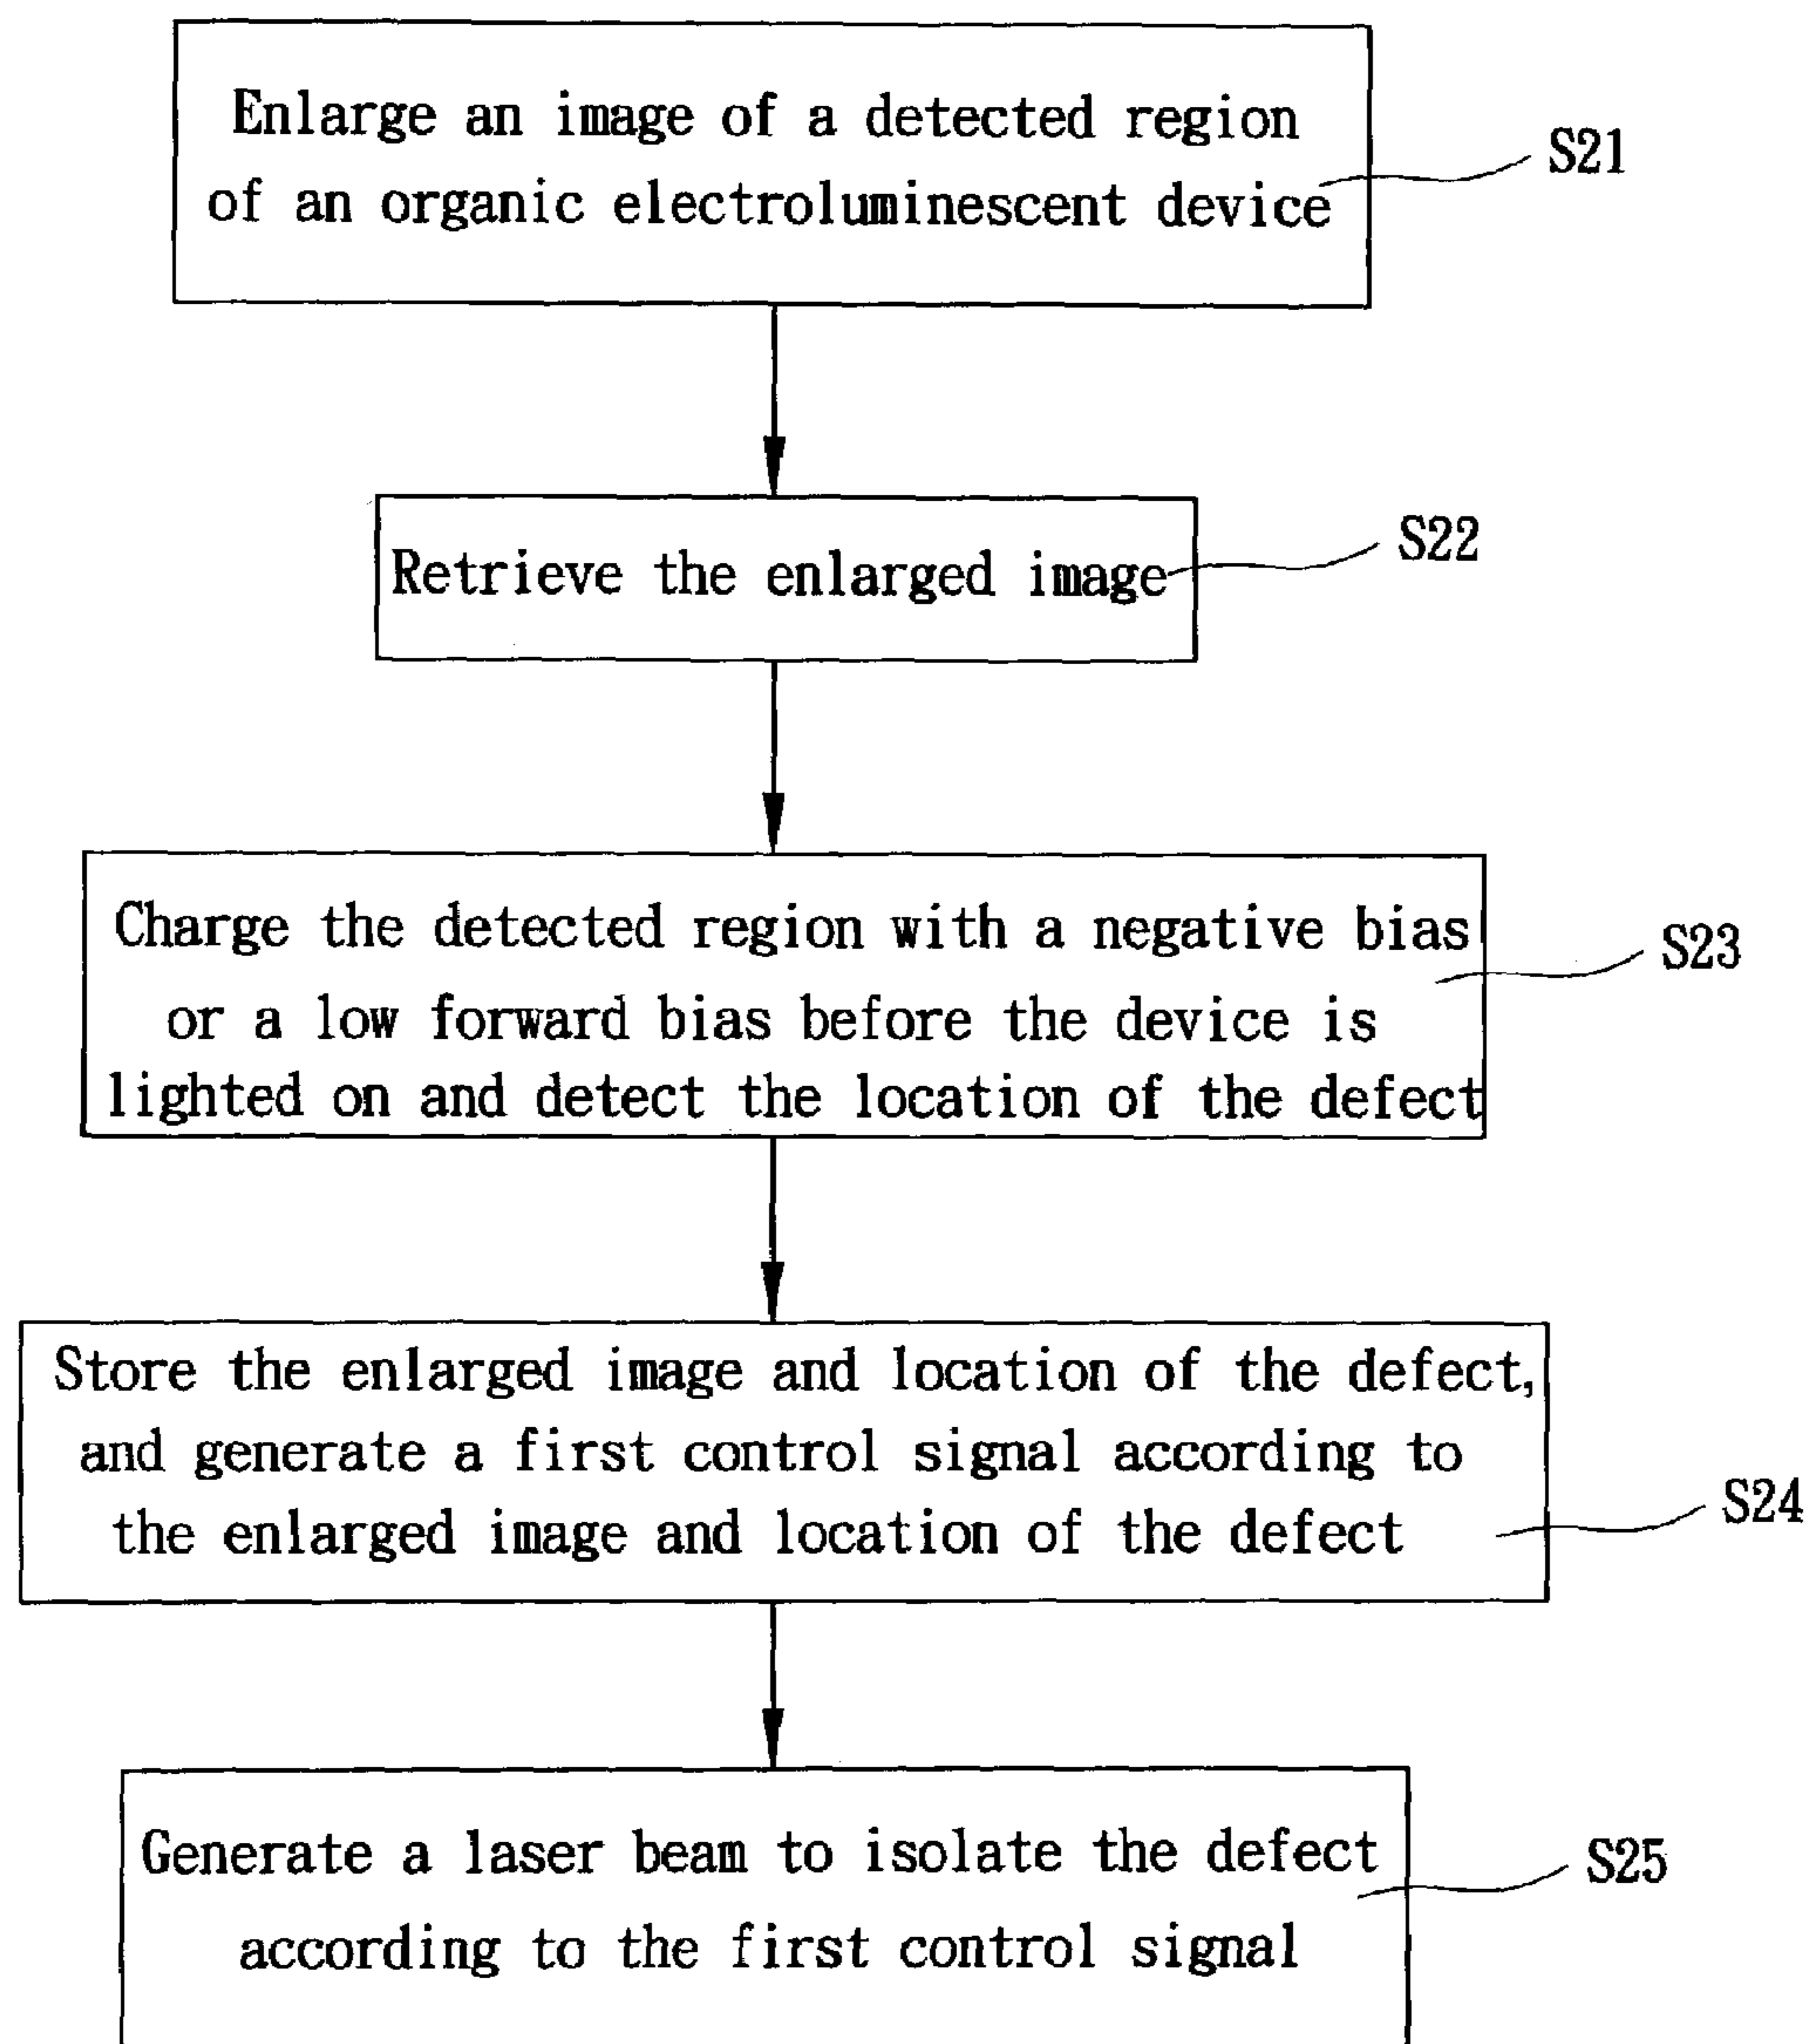 Enlarge an image of a detected region
of an organic electroluminescent device
S21
Retrieve the enlarged image
S22
Charge the detected region with a negative bias
or a low forward bias before the device is
lighted on and detect the location of the defect
S23
Store the enlarged image and location of the defect,
and generate a first control signal according to
the enlarged image and location of the defect
S24
Generate a laser beam to isolate the defect
according to the first control signal
S25